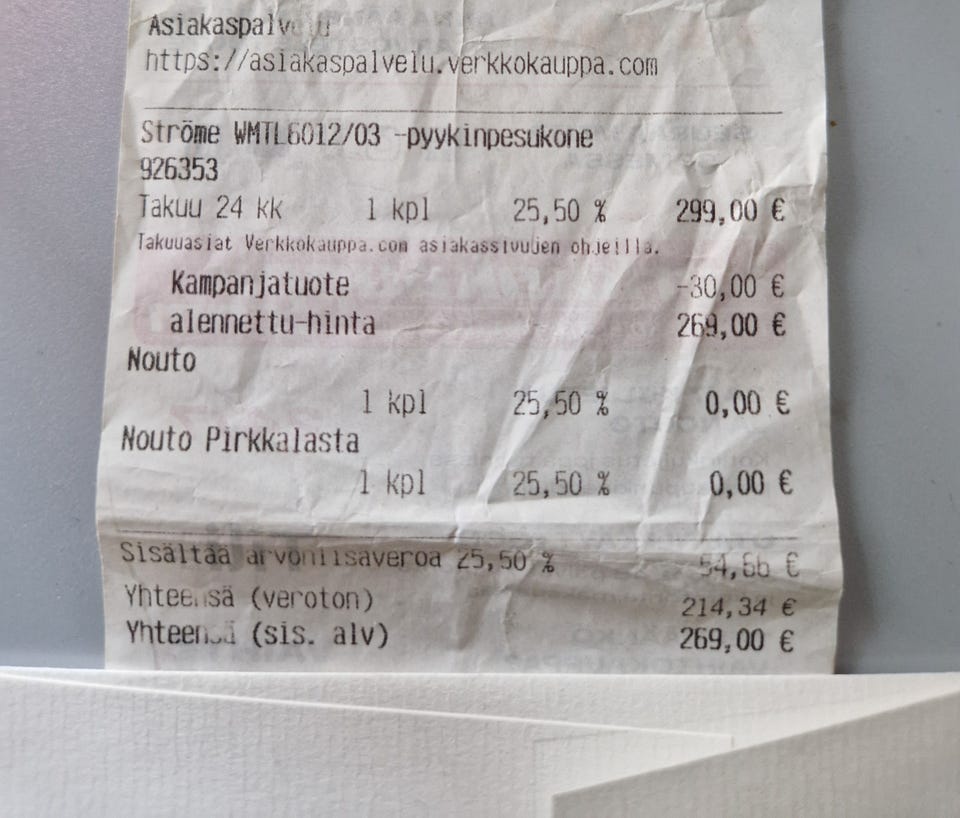 Asiakaspalvelu
https://asiakaspalvelu.verkkokauppa.com
Ströme WMTL6012/03 -pyykinpesukone
926353
Takuu 24 kk 1 kpl 25,50 % 299,00 €
Takuuasiat Verkkokauppa.com asiakassivujen ohjeilla.
Kampanjatuote -30,00 €
alennettu-hinta 269,00 €
Nouto
1 kpl 25,50 % 0,00 €
Nouto Pirkkalasta
1 kpl 25,50 % 0,00 €
Sisältää arvonlisäveroa 25,50 % 54,66 €
Yhteensä (veroton) 214,34 €
Yhteensä (sis. alv) 269,00 €